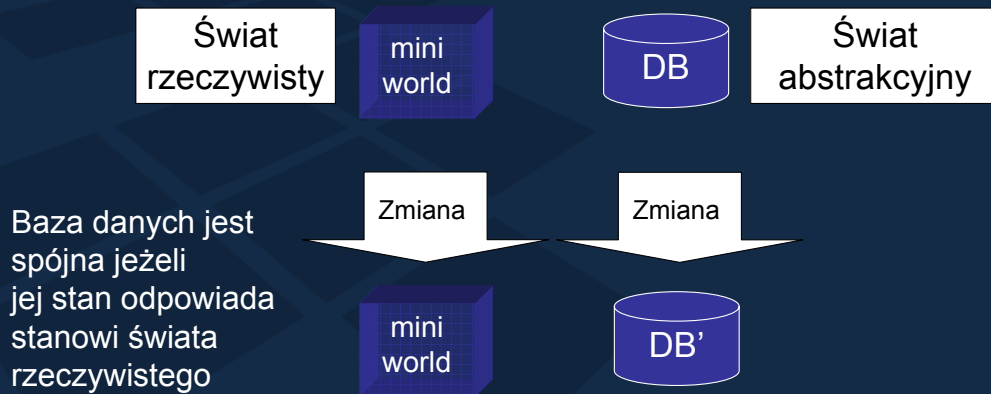 Świat
rzeczywisty
mini
world
DB
Świat
abstrakcyjny
Zmiana
Zmiana
Baza danych jest
spójna jeżeli
jej stan odpowiada
stanowi świata
rzeczywistego
mini
world
DB’